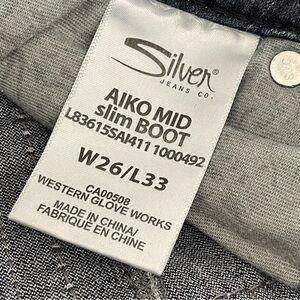 Silver®
JEANS CO.
AIKO MID
slim BOOT
L83615SAI411 1000492
W26/L33
CA00508
WESTERN GLOVE WORKS
MADE IN CHINA/
FABRIQUÉ EN CHINE